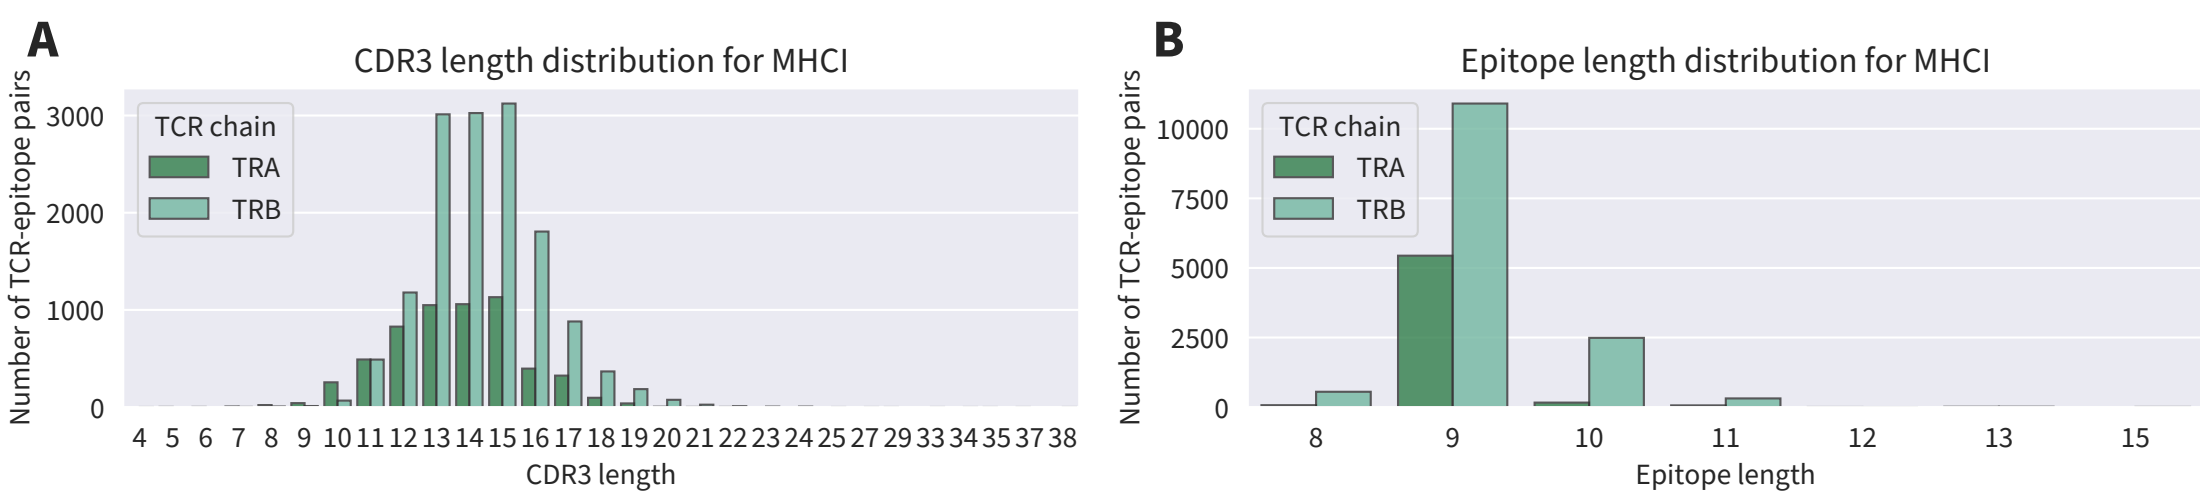 A
CDR3 length distribution for MHCI
Number of TCR-epitope pairs
3000
2000
1000
0
TCR chain
TRA
TRB
4 5 6 7 8 9 10 11 12 13 14 15 16 17 18 19 20 21 22 23 24 25 27 29 33 34 35 37 38
CDR3 length
B
Epitope length distribution for MHCI
Number of TCR-epitope pairs
10000
7500
5000
2500
0
TCR chain
TRA
TRB
8 9 10 11 12 13 15
Epitope length